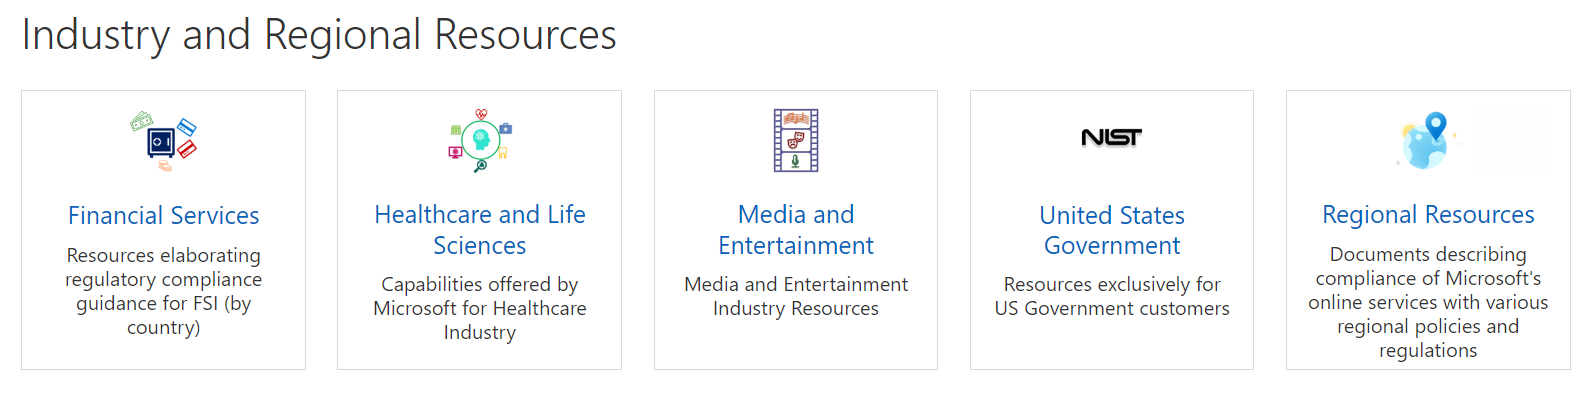 Industry and Regional Resources
Financial Services
Resources elaborating
regulatory compliance
guidance for FSI (by
country)
Healthcare and Life
Sciences
Capabilities offered by
Microsoft for Healthcare
Industry
Media and
Entertainment
Media and Entertainment
Industry Resources
NIST
United States
Government
Resources exclusively for
US Government customers
Regional Resources
Documents describing
compliance of Microsoft's
online services with various
regional policies and
regulations